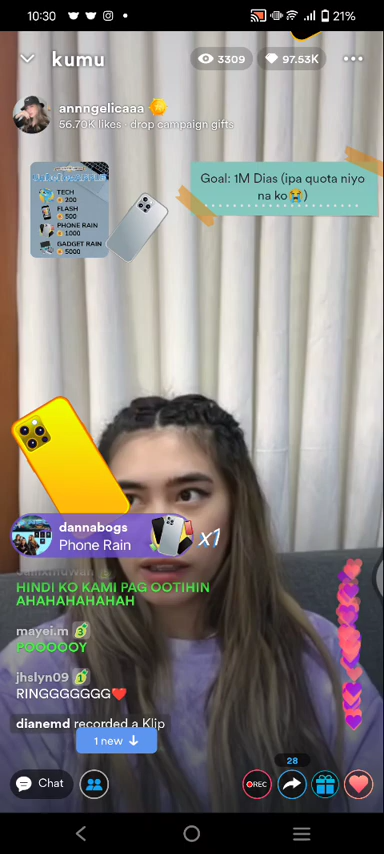 10:30
21%
kumu
3309
97.53K
annngelicaaa
56.70K likes · drop campaign gifts
TECH
200
FLASH
500
PHONE RAIN
1000
GADGET RAIN
5000
Goal: 1M Dias (ipa quota niyo
na ko😭)
dannabogs
Phone Rain
x1
HINDI KO KAMI PAG OOTIHIN
AHAHAHAHAHAH
mayei.m 3
POOOOOY
jhslyn09 1
RINGGGGGGG❤️
dianemd recorded a Klip
1 new ↓
28
Chat
REC